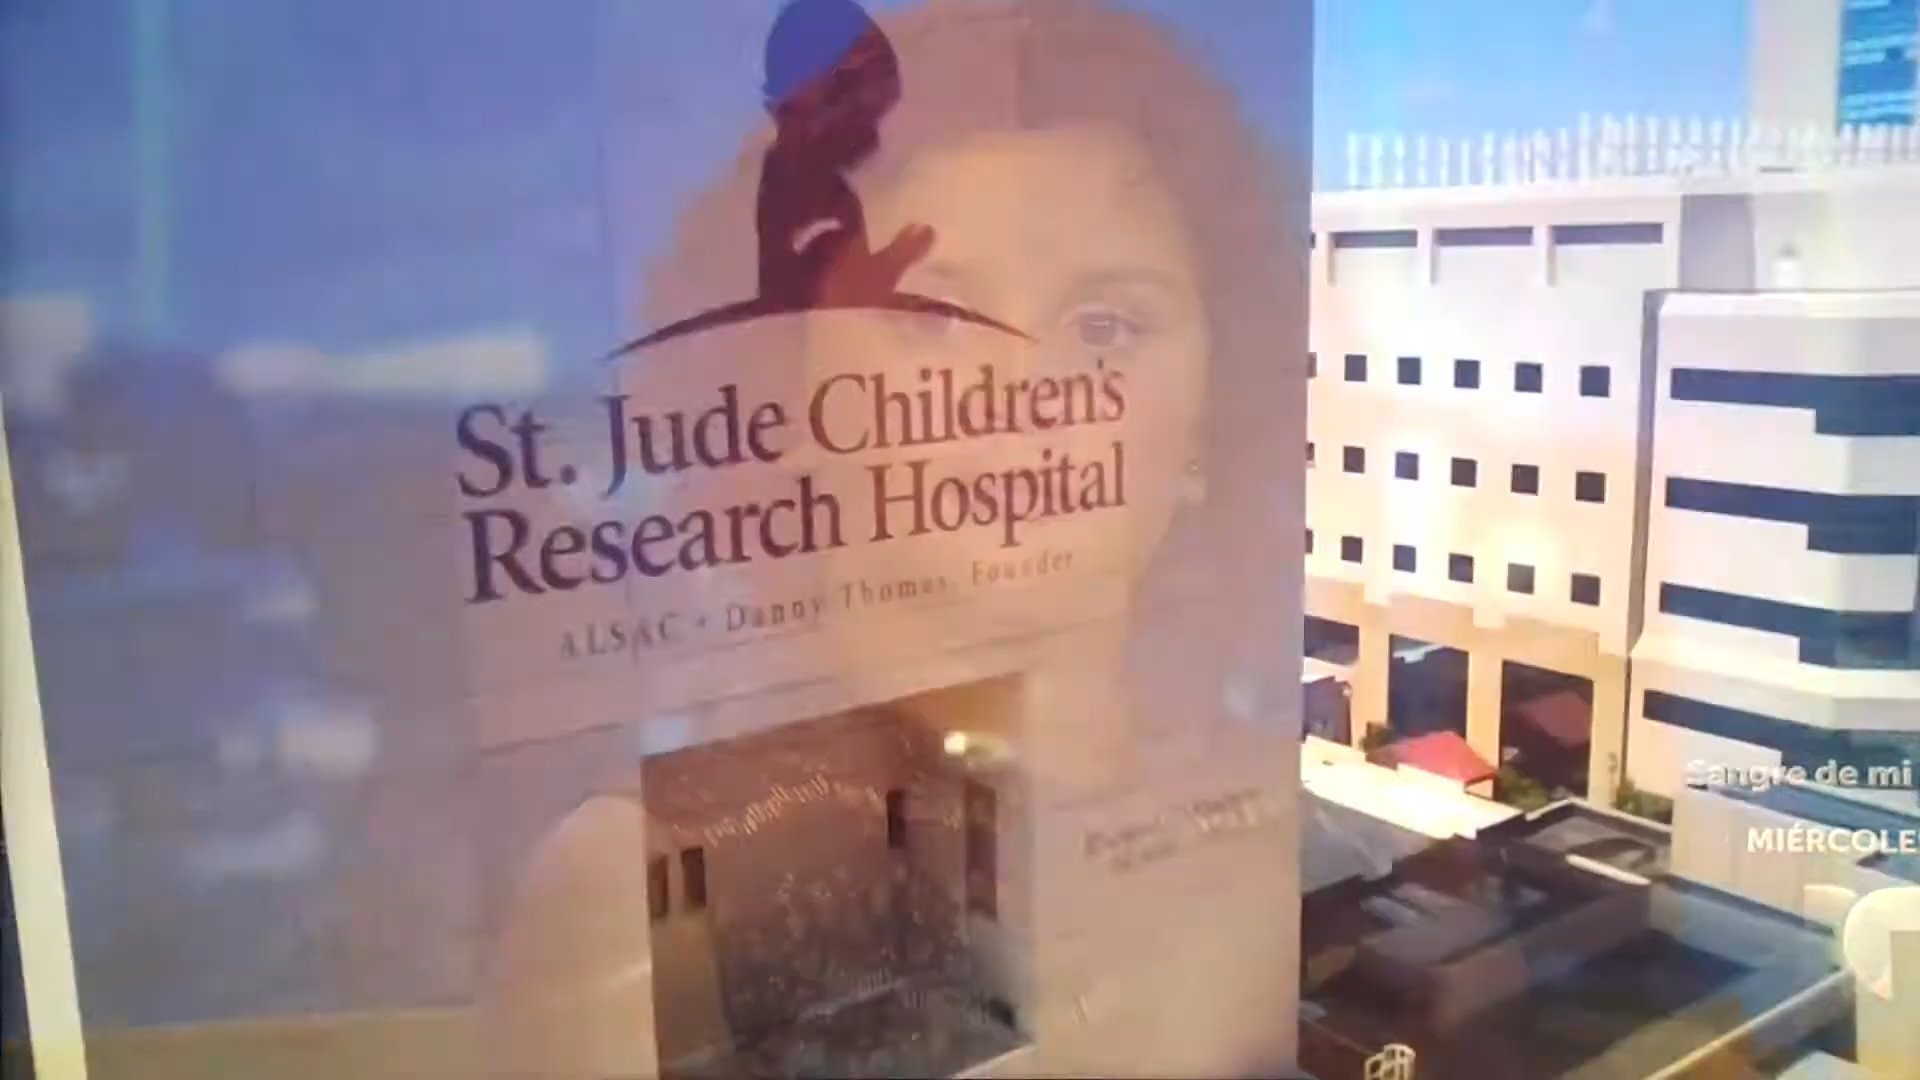 St. Jude Children's
Research Hospital
ALSAC • Danny Thomas, Founder
Sangre de mi
MIÉRCOLE